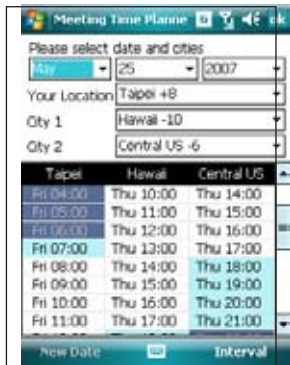 Meeting Time Planne ok
Please select date and cities
May 25 2007
Your Location Taipei +8
City 1 Hawaii -10
City 2 Central US -6
Taipei Hawaii Central US
Fri 04:00 Thu 10:00 Thu 14:00
Fri 05:00 Thu 11:00 Thu 15:00
Fri 06:00 Thu 12:00 Thu 16:00
Fri 07:00 Thu 13:00 Thu 17:00
Fri 08:00 Thu 14:00 Thu 18:00
Fri 09:00 Thu 15:00 Thu 19:00
Fri 10:00 Thu 16:00 Thu 20:00
Fri 11:00 Thu 17:00 Thu 21:00
New Date Interval